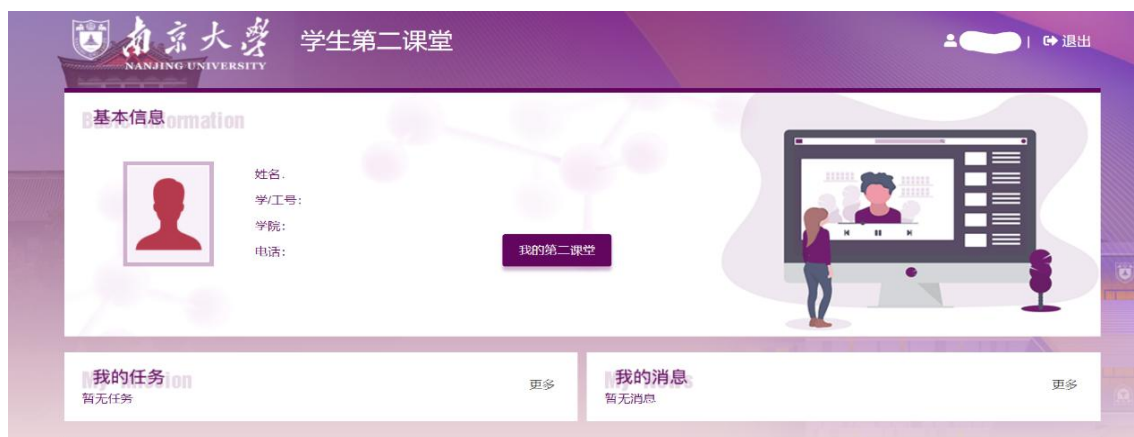 南京大学
NANJING UNIVERSITY
学生第二课堂
| 退出
基本信息
姓名.
学/工号:
学院:
电话:
我的第二课堂
我的任务
更多
暂无任务
我的消息
更多
暂无消息